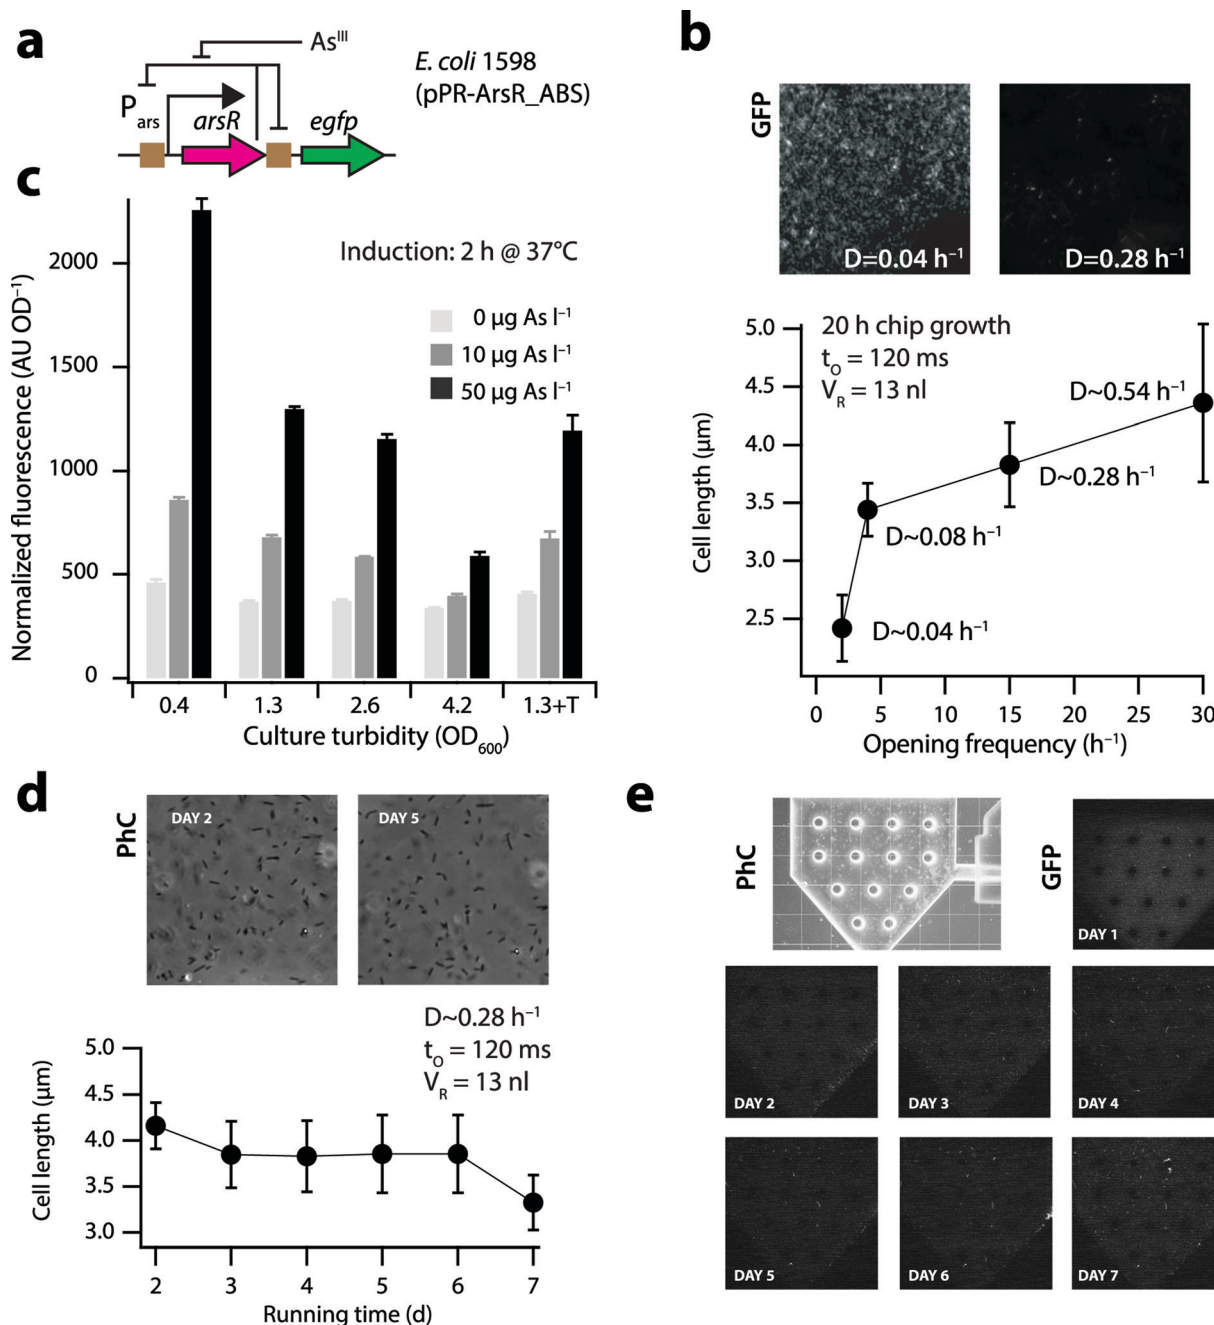 a
As^III
E. coli 1598
(pPR-ArsR_ABS)
P_ars
arsR
egfp
b
GFP
D=0.04 h⁻¹
D=0.28 h⁻¹
20 h chip growth
t_O = 120 ms
V_R = 13 nl
D~0.54 h⁻¹
D~0.28 h⁻¹
D~0.08 h⁻¹
D~0.04 h⁻¹
Cell length (μm)
5.0
4.5
4.0
3.5
3.0
2.5
0 5 10 15 20 25 30
Opening frequency (h⁻¹)
c
Induction: 2 h @ 37°C
0 μg As l⁻¹
10 μg As l⁻¹
50 μg As l⁻¹
Normalized fluorescence (AU OD⁻¹)
2000
1500
1000
500
0
0.4 1.3 2.6 4.2 1.3+T
Culture turbidity (OD₆₀₀)
d
PhC
DAY 2
DAY 5
D~0.28 h⁻¹
t_O = 120 ms
V_R = 13 nl
Cell length (μm)
5.0
4.5
4.0
3.5
3.0
2 3 4 5 6 7
Running time (d)
e
PhC
GFP
DAY 1
DAY 2
DAY 3
DAY 4
DAY 5
DAY 6
DAY 7